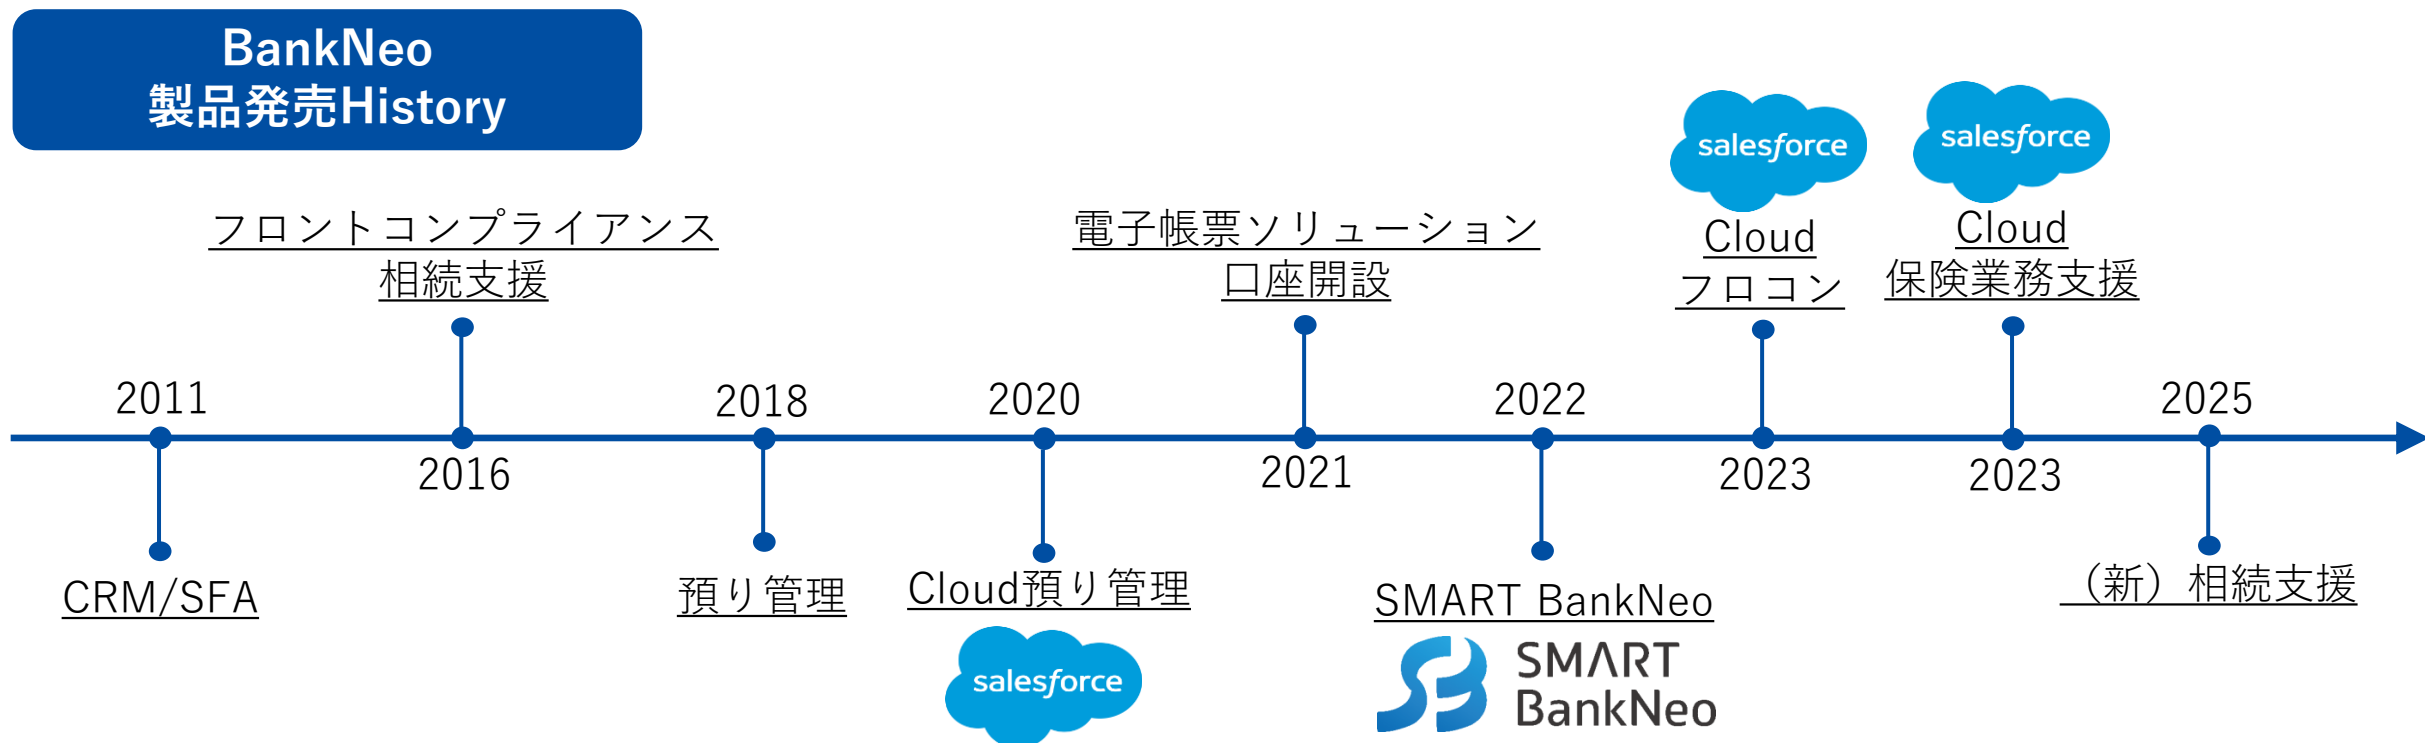 BankNeo
製品発売History
salesforce
salesforce
フロントコンプライアンス
相続支援
電子帳票ソリューション
口座開設
Cloud
フロコン
Cloud
保険業務支援
2011
2018
2020
2022
2025
2016
2021
2023
2023
CRM/SFA
預り管理
Cloud預り管理
salesforce
SMART BankNeo
SMART
BankNeo
（新）相続支援